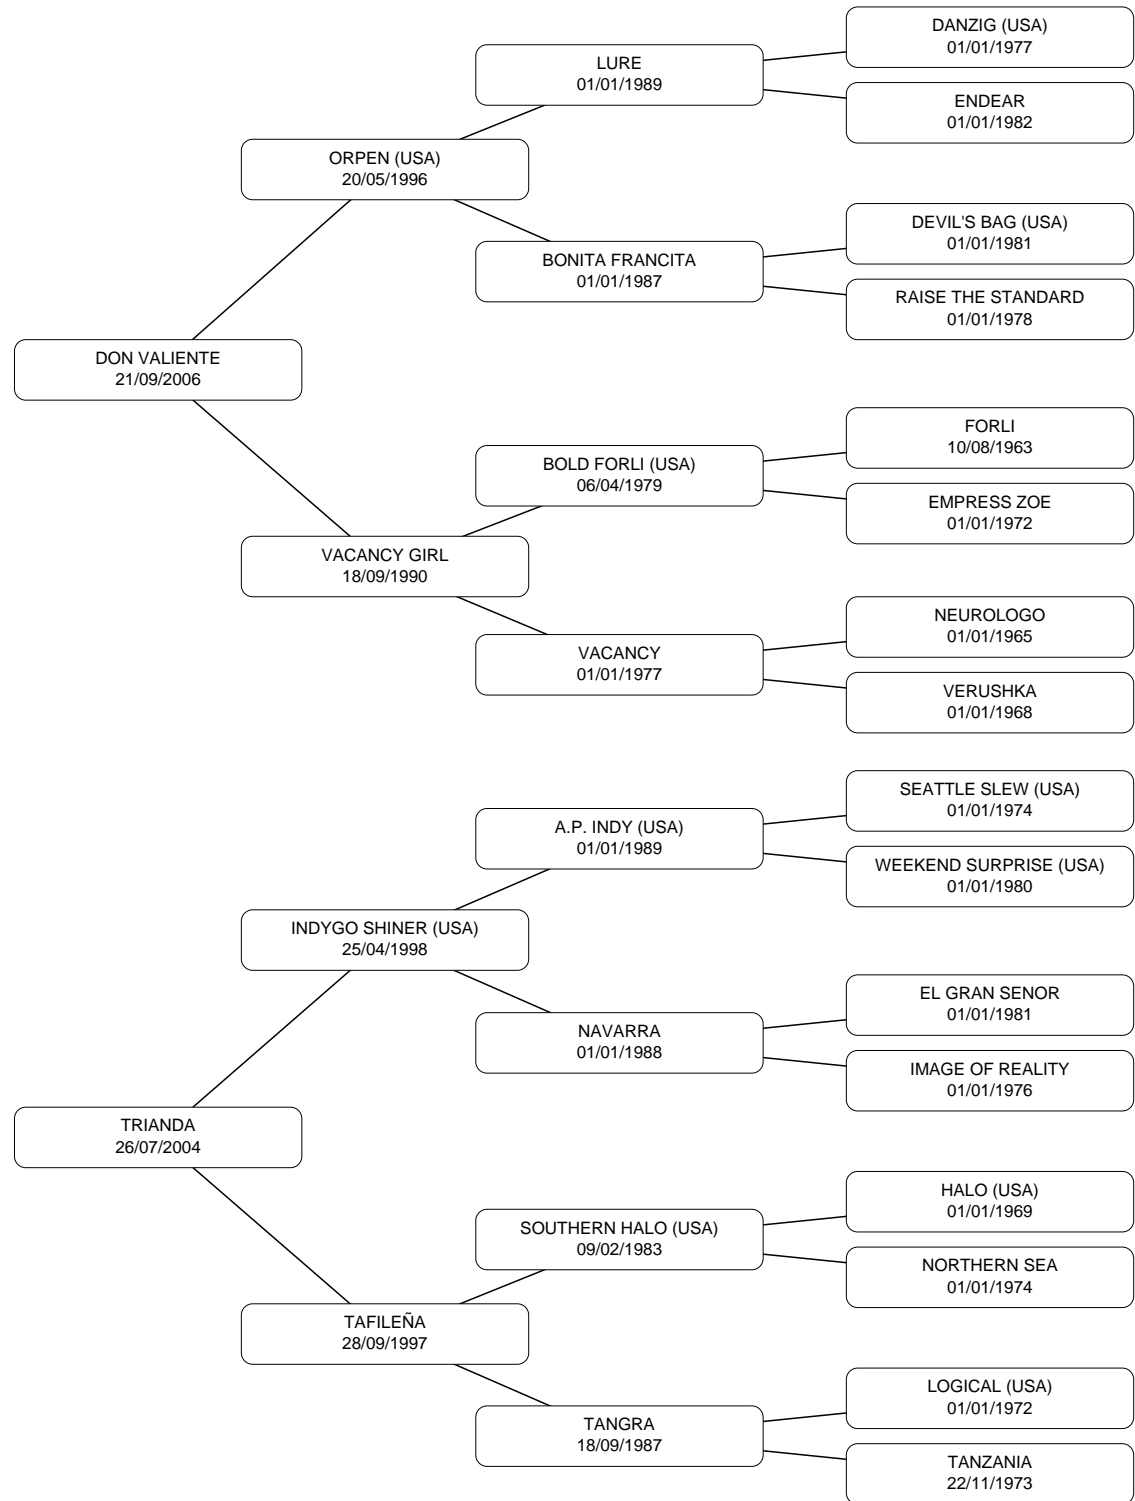 DANZIG (USA)
01/01/1977
LURE
01/01/1989
ENDEAR
01/01/1982
ORPEN (USA)
20/05/1996
DEVIL'S BAG (USA)
01/01/1981
BONITA FRANCITA
01/01/1987
RAISE THE STANDARD
01/01/1978
DON VALIENTE
21/09/2006
FORLI
10/08/1963
BOLD FORLI (USA)
06/04/1979
EMPRESS ZOE
01/01/1972
VACANCY GIRL
18/09/1990
NEUROLOGO
01/01/1965
VACANCY
01/01/1977
VERUSHKA
01/01/1968
SEATTLE SLEW (USA)
01/01/1974
A.P. INDY (USA)
01/01/1989
WEEKEND SURPRISE (USA)
01/01/1980
INDYGO SHINER (USA)
25/04/1998
EL GRAN SENOR
01/01/1981
NAVARRA
01/01/1988
IMAGE OF REALITY
01/01/1976
TRIANDA
26/07/2004
HALO (USA)
01/01/1969
SOUTHERN HALO (USA)
09/02/1983
NORTHERN SEA
01/01/1974
TAFILEÑA
28/09/1997
LOGICAL (USA)
01/01/1972
TANGRA
18/09/1987
TANZANIA
22/11/1973